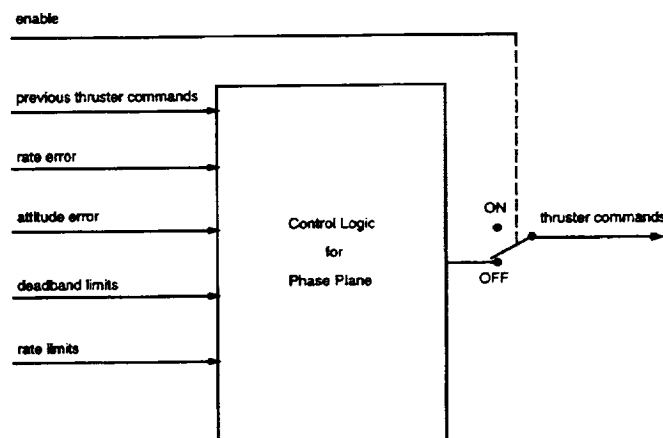 enable
previous thruster commands
rate error
attitude error
deadband limits
rate limits
Control Logic
for
Phase Plane
ON
OFF
thruster commands